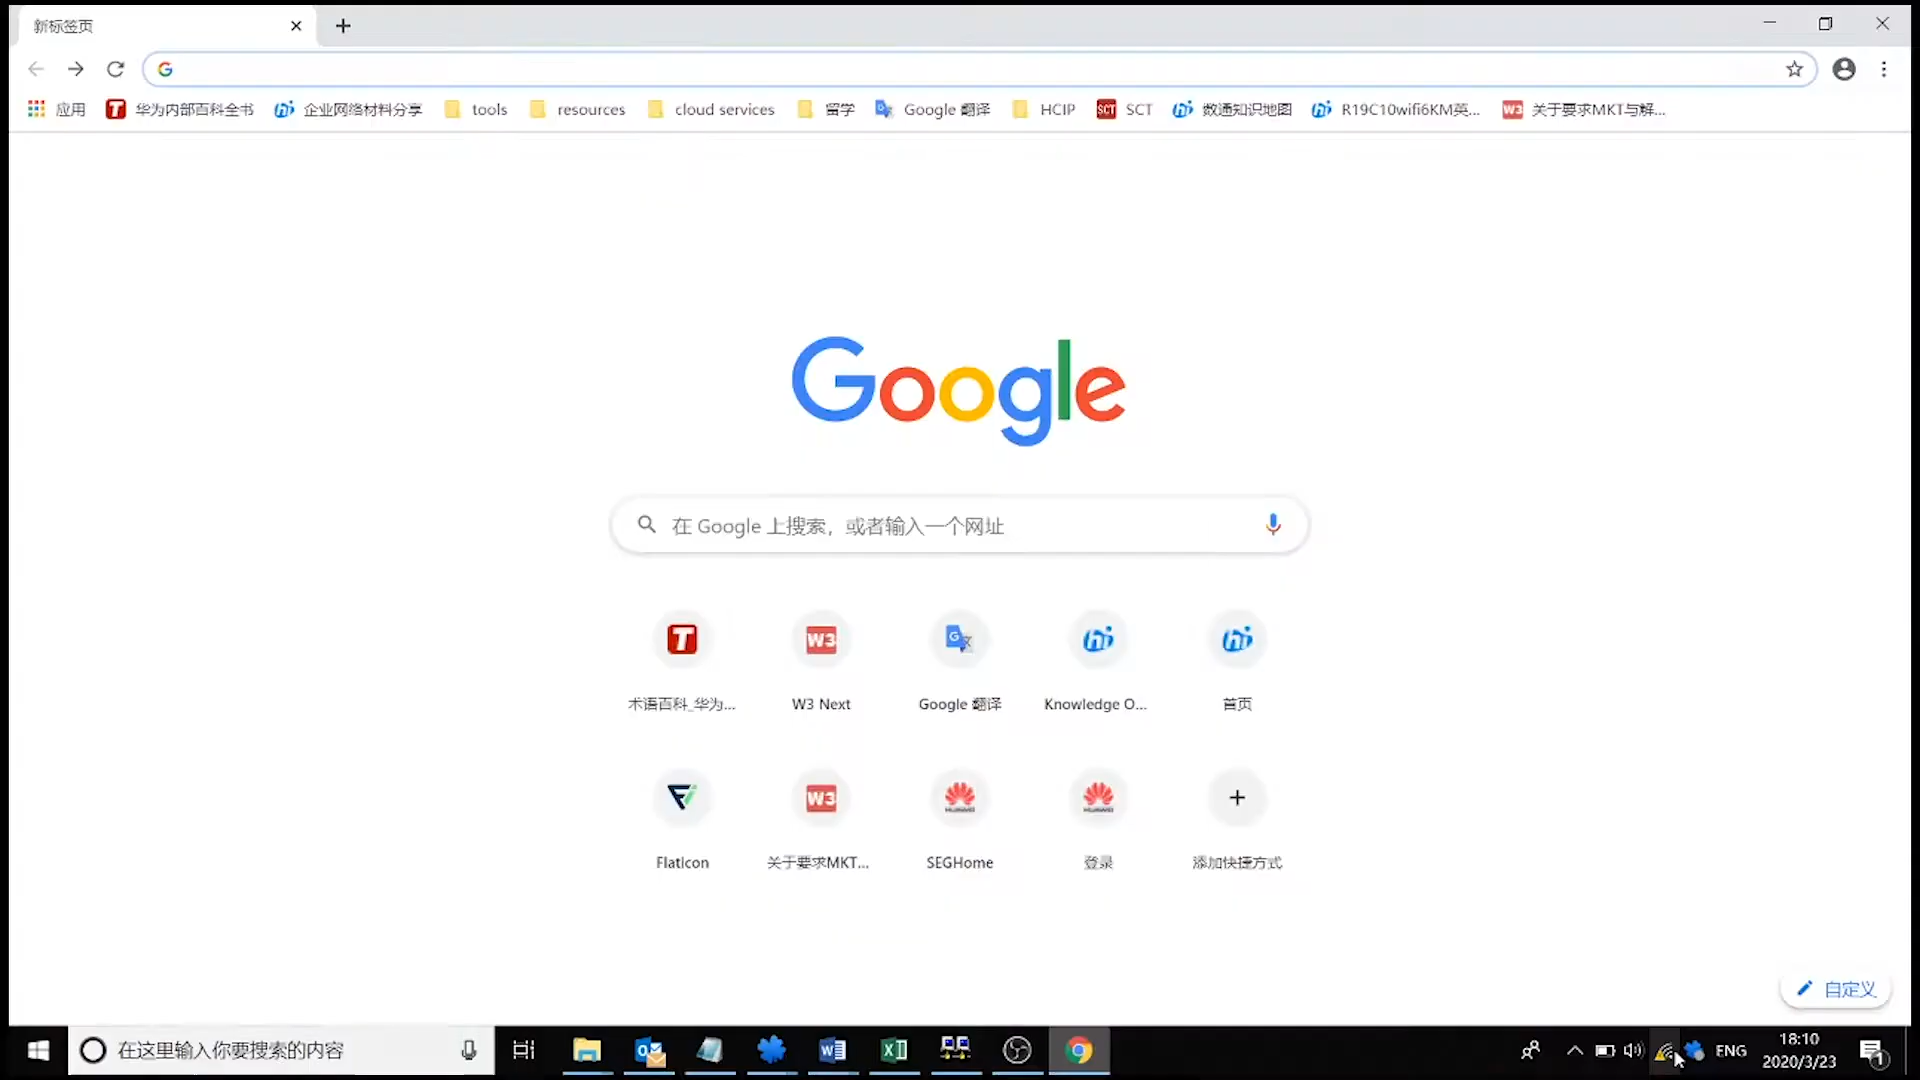 新标签页
应用 华为内部百科全书 企业网络材料分享 tools resources cloud services 留学 Google 翻译 HCIP SCT 数通知识地图 R19C10wifi6KM英... 关于要求MKT与解...
Google
在 Google 上搜索，或者输入一个网址
术语百科_华为... W3 Next Google 翻译 Knowledge O... 首页
Flaticon 关于要求MKT... SEGHome 登录 添加快捷方式
自定义
在这里输入你要搜索的内容
ENG
18:10
2020/3/23
1